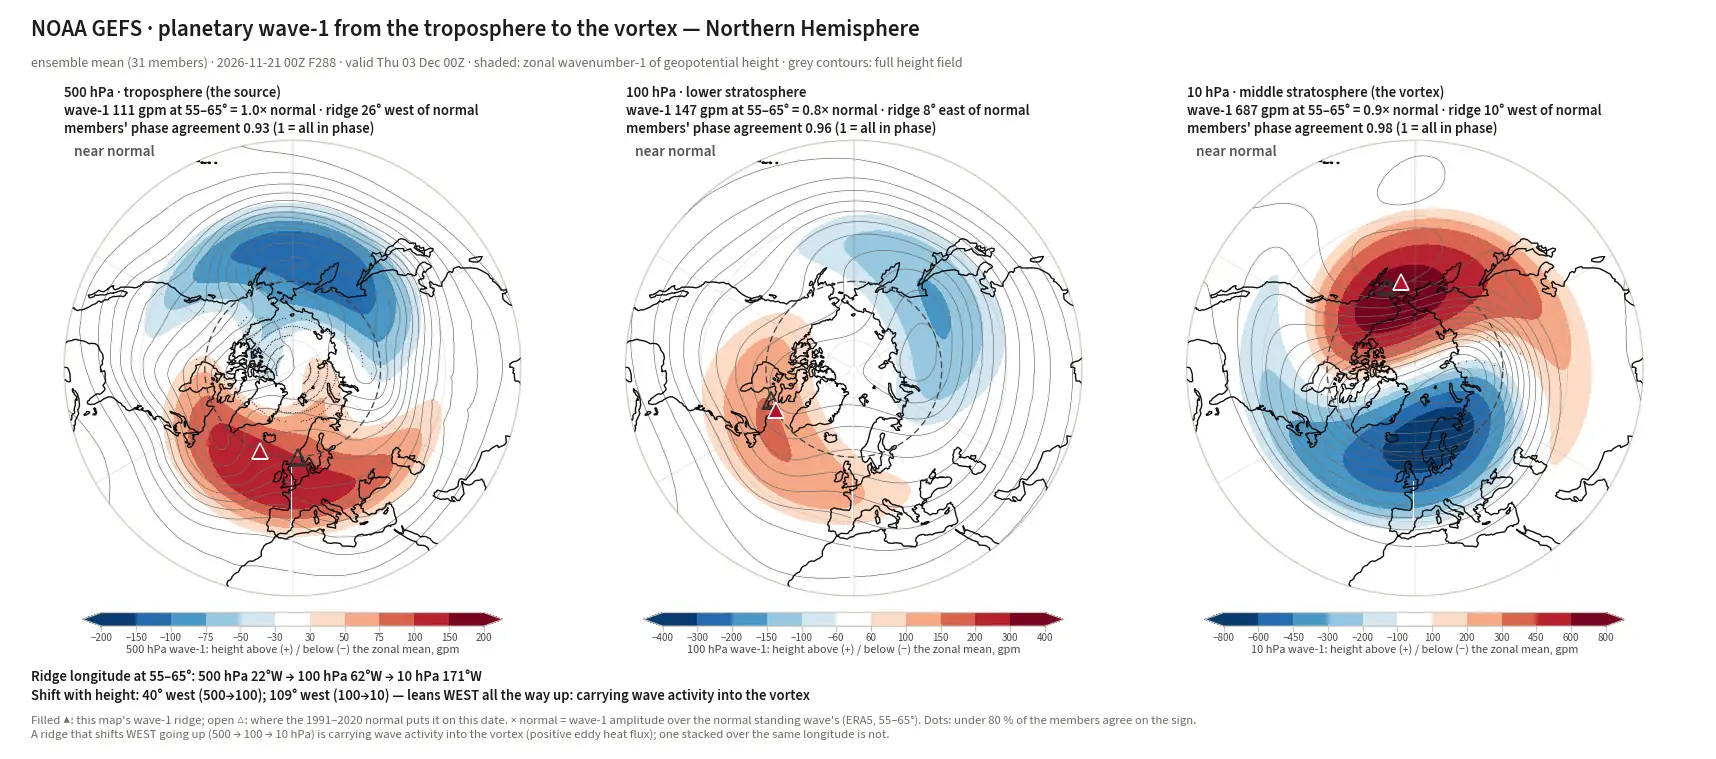 NOAA GEFS · planetary wave-1 from the troposphere to the vortex — Northern Hemisphere
ensemble mean (31 members) · 2026-11-21 00Z F288 · valid Thu 03 Dec 00Z · shaded: zonal wavenumber-1 of geopotential height · grey contours: full height field
500 hPa · troposphere (the source)
wave-1 111 gpm at 55–65° = 1.0× normal · ridge 26° west of normal
members' phase agreement 0.93 (1 = all in phase)
near normal
100 hPa · lower stratosphere
wave-1 147 gpm at 55–65° = 0.8× normal · ridge 8° east of normal
members' phase agreement 0.96 (1 = all in phase)
near normal
10 hPa · middle stratosphere (the vortex)
wave-1 687 gpm at 55–65° = 0.9× normal · ridge 10° west of normal
members' phase agreement 0.98 (1 = all in phase)
near normal
−200 −150 −100 −75 −50 −30 30 50 75 100 150 200
500 hPa wave-1: height above (+) / below (−) the zonal mean, gpm
−400 −300 −200 −150 −100 −60 60 100 150 200 300 400
100 hPa wave-1: height above (+) / below (−) the zonal mean, gpm
−800 −600 −450 −300 −200 −100 100 200 300 450 600 800
10 hPa wave-1: height above (+) / below (−) the zonal mean, gpm
Ridge longitude at 55–65°: 500 hPa 22°W → 100 hPa 62°W → 10 hPa 171°W
Shift with height: 40° west (500→100); 109° west (100→10) — leans WEST all the way up: carrying wave activity into the vortex
Filled ▲: this map's wave-1 ridge; open △: where the 1991–2020 normal puts it on this date. × normal = wave-1 amplitude over the normal standing wave's (ERA5, 55–65°). Dots: under 80 % of the members agree on the sign.
A ridge that shifts WEST going up (500 → 100 → 10 hPa) is carrying wave activity into the vortex (positive eddy heat flux); one stacked over the same longitude is not.